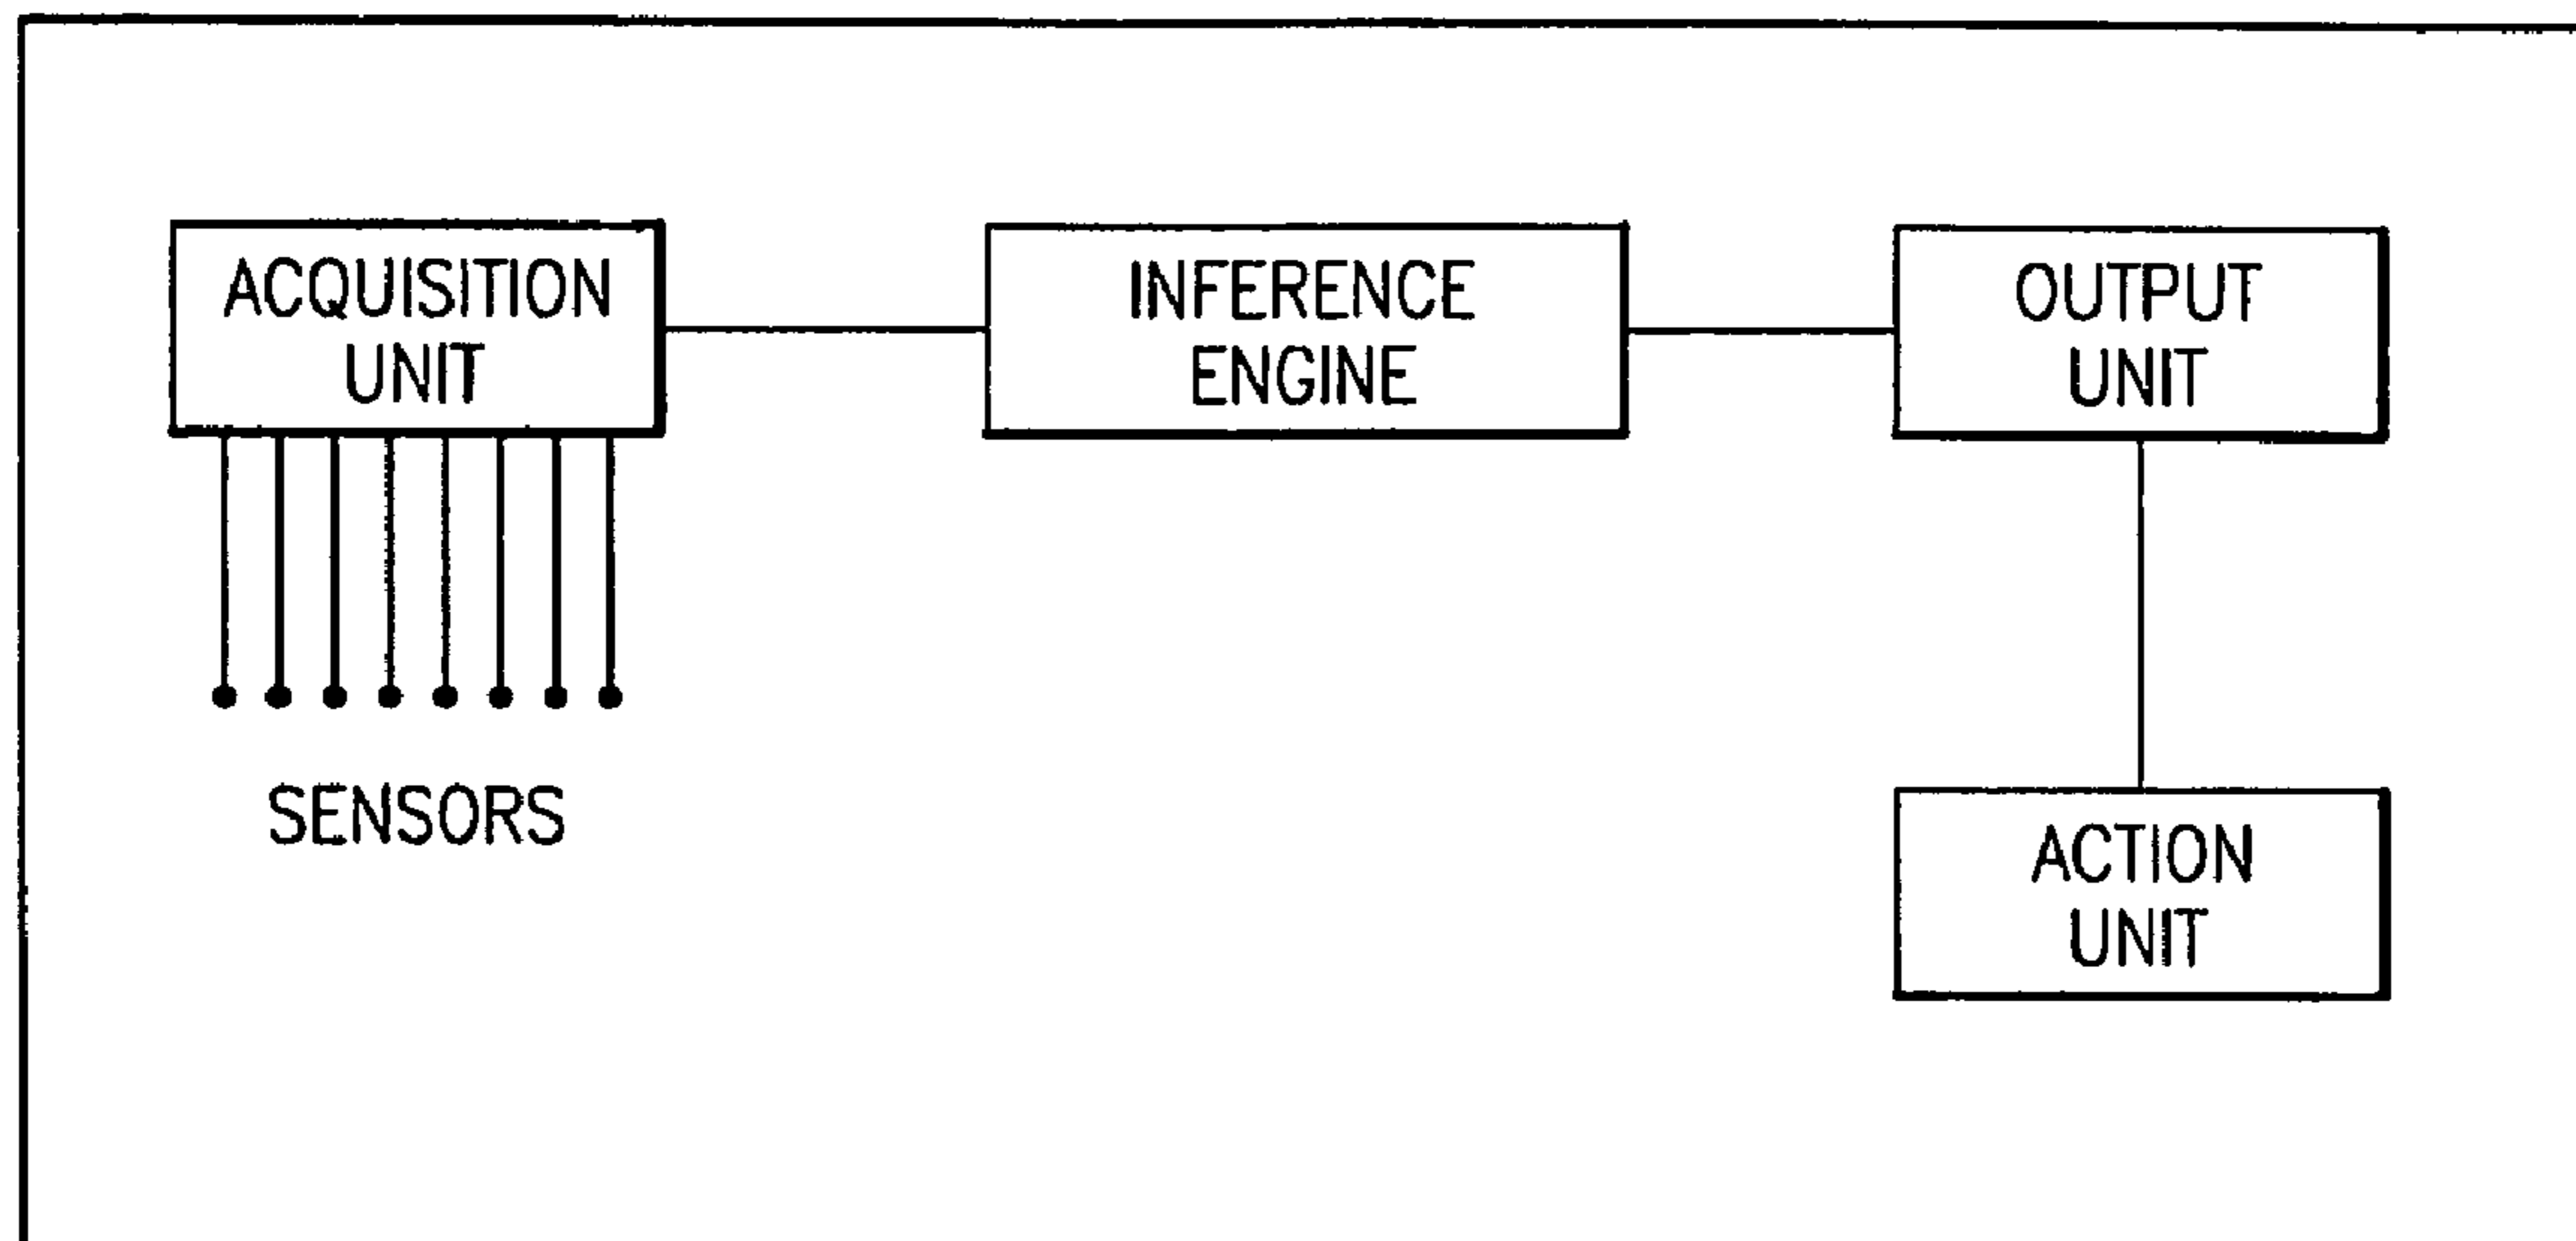 ACQUISITION
UNIT
INFERENCE
ENGINE
OUTPUT
UNIT
SENSORS
ACTION
UNIT